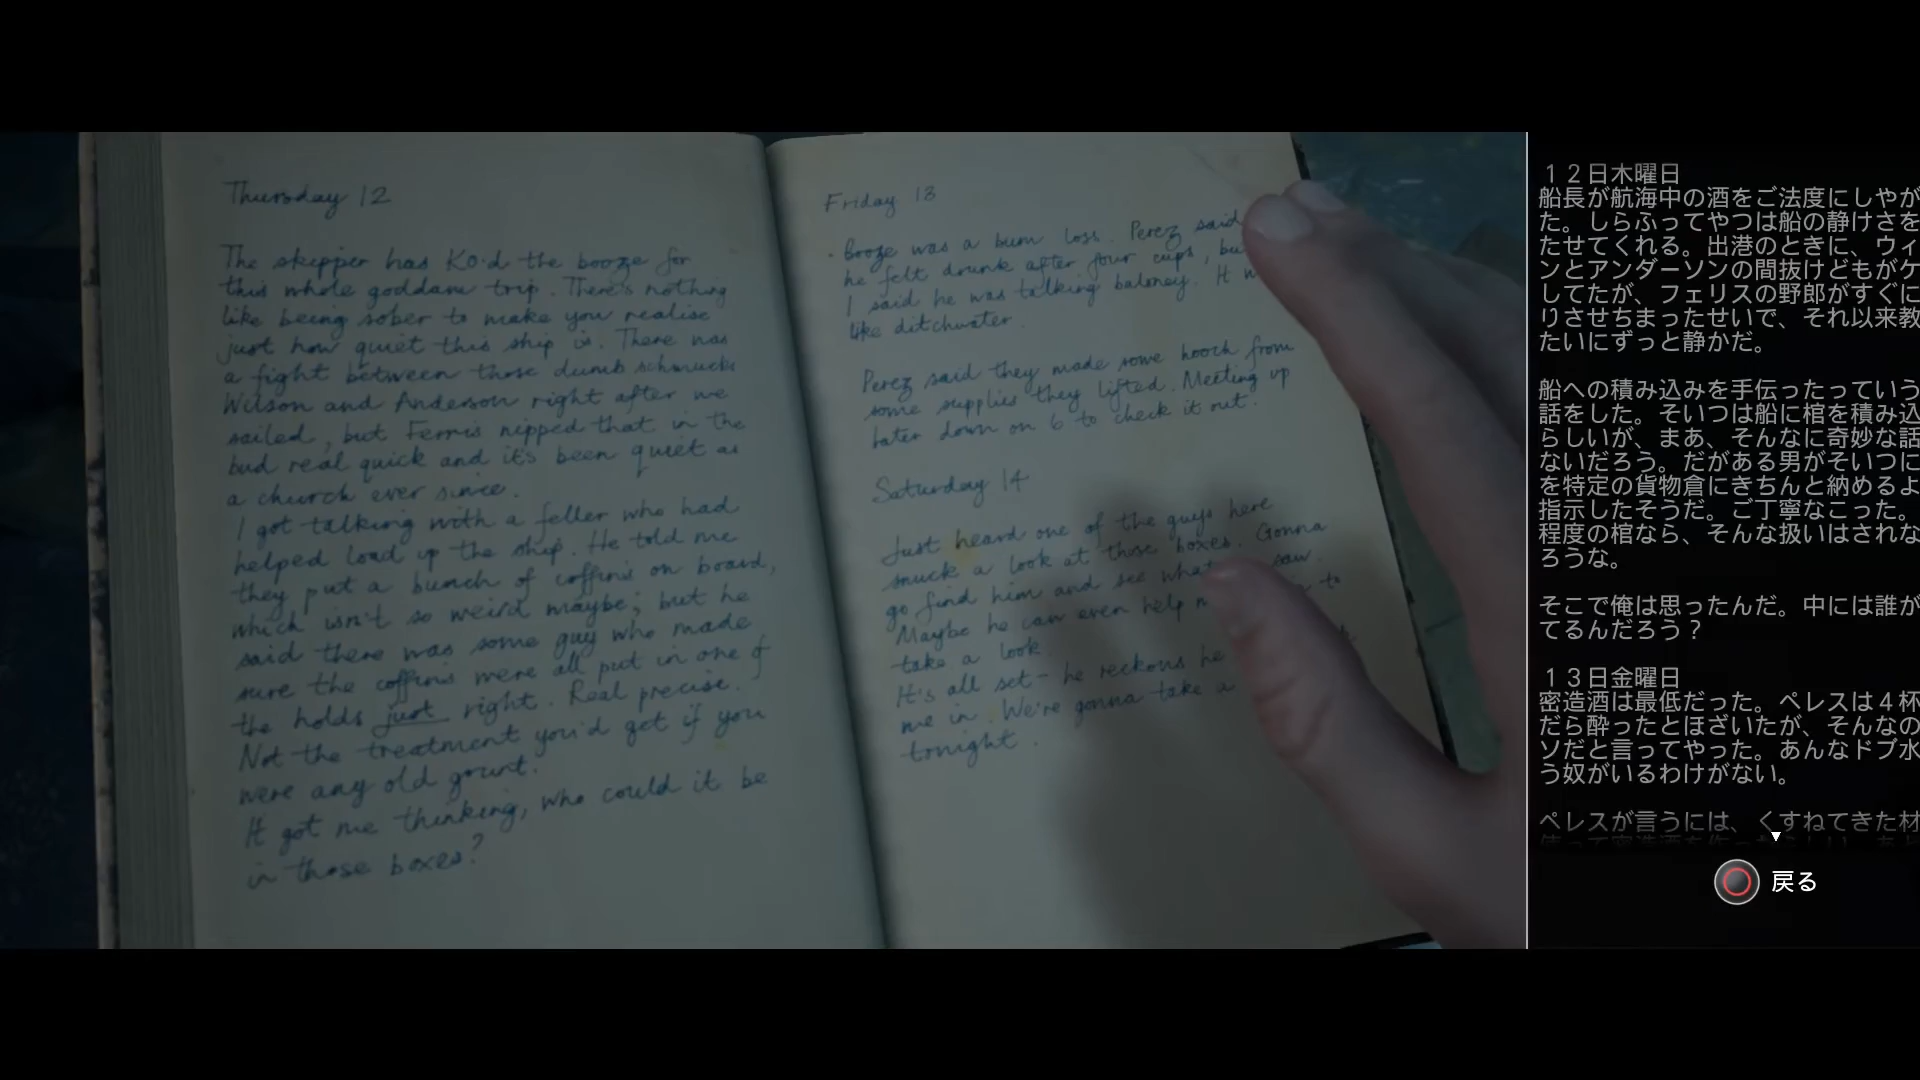 Thursday 12
The skipper has KO'd the booze for
this whole goddam trip. There's nothing
like being sober to make you realise
just how quiet this ship is. There was
a fight between those dumb schmucks
Wilson and Anderson right after we
sailed, but Ferris nipped that in the
bud real quick and it's been quiet as
a church ever since.
I got talking with a feller who had
helped load up the ship. He told me
they put a bunch of coffins on board,
which isn't so weird maybe; but he
said there was some guy who made
sure the coffins were all put in one of
the holds just right. Real precise.
Not the treatment you'd get if you
were any old grunt.
It got me thinking, who could it be
in those boxes?
Friday 13
Booze was a bum loss. Perez said
he felt drunk after four cups, bu
I said he was talking baloney. It w
like ditchwater.
Perez said they made some hooch from
some supplies they lifted. Meeting up
later down on 6 to check it out.
Saturday 14
Just heard one of the guys here
snuck a look at those boxes. Gonna
go find him and see what saw
Maybe he can even help m to
take a look
It's all set - he reckons he
me in. We're gonna take a
tonight.
１２日木曜日
船長が航海中の酒をご法度にしやが
た。しらふってやつは船の静けさを
たせてくれる。出港のときに、ウィ
ンとアンダーソンの間抜けどもがケ
してたが、フェリスの野郎がすぐに
りさせちまったせいで、それ以来教
たいにずっと静かだ。
船への積み込みを手伝ったっていう
話をした。そいつは船に棺を積み込
らしいが、まあ、そんなに奇妙な話
ないだろう。だがある男がそいつに
を特定の貨物倉にきちんと納めるよ
指示したそうだ。ご丁寧なこった。
程度の棺なら、そんな扱いはされな
ろうな。
そこで俺は思ったんだ。中には誰が
てるんだろう？
１３日金曜日
密造酒は最低だった。ペレスは４杯
だら酔ったとほざいたが、そんなの
ソだと言ってやった。あんなドブ水
う奴がいるわけがない。
ペレスが言うには、くすねてきた材
戻る